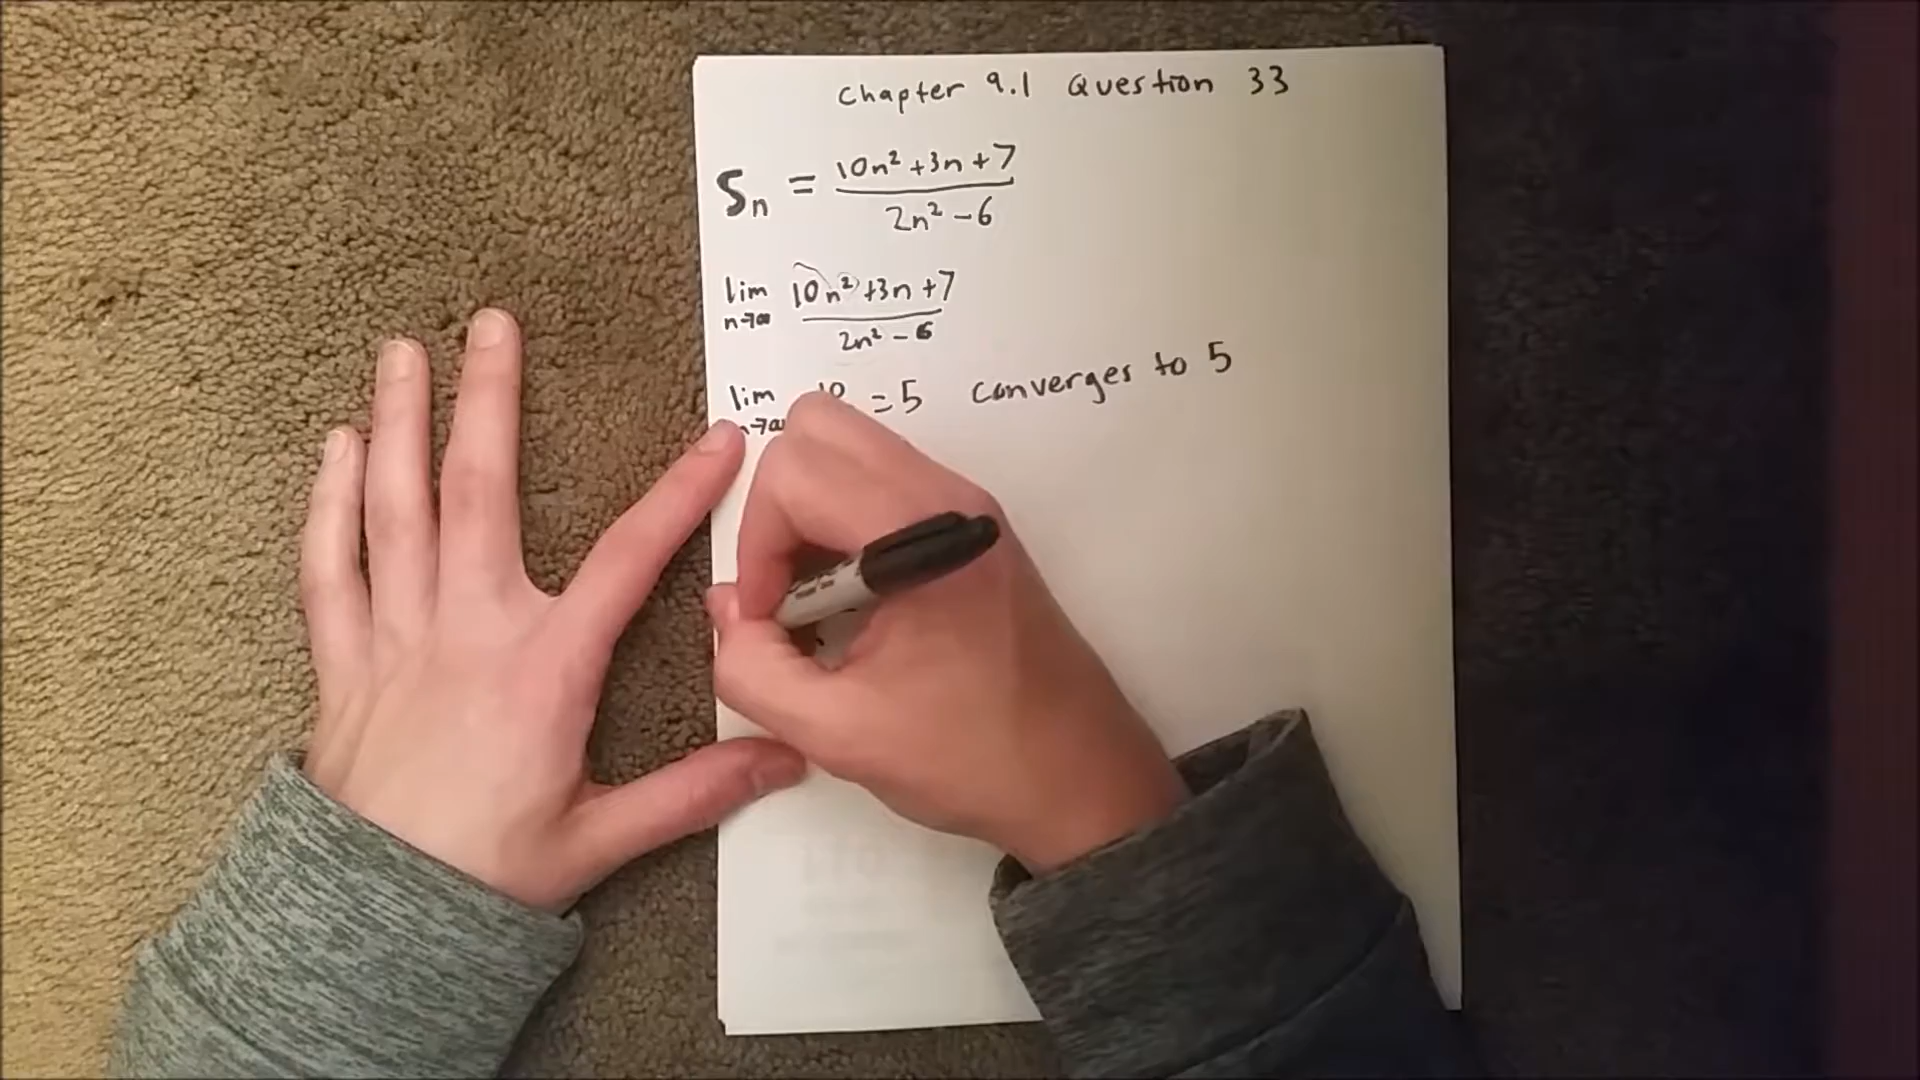 Chapter 9.1 Question 33
Sn = 10n² + 3n + 7
2n² - 6
lim 10n² + 3n + 7
n→∞
2n² - 6
lim 10 = 5 converges to 5
n→∞